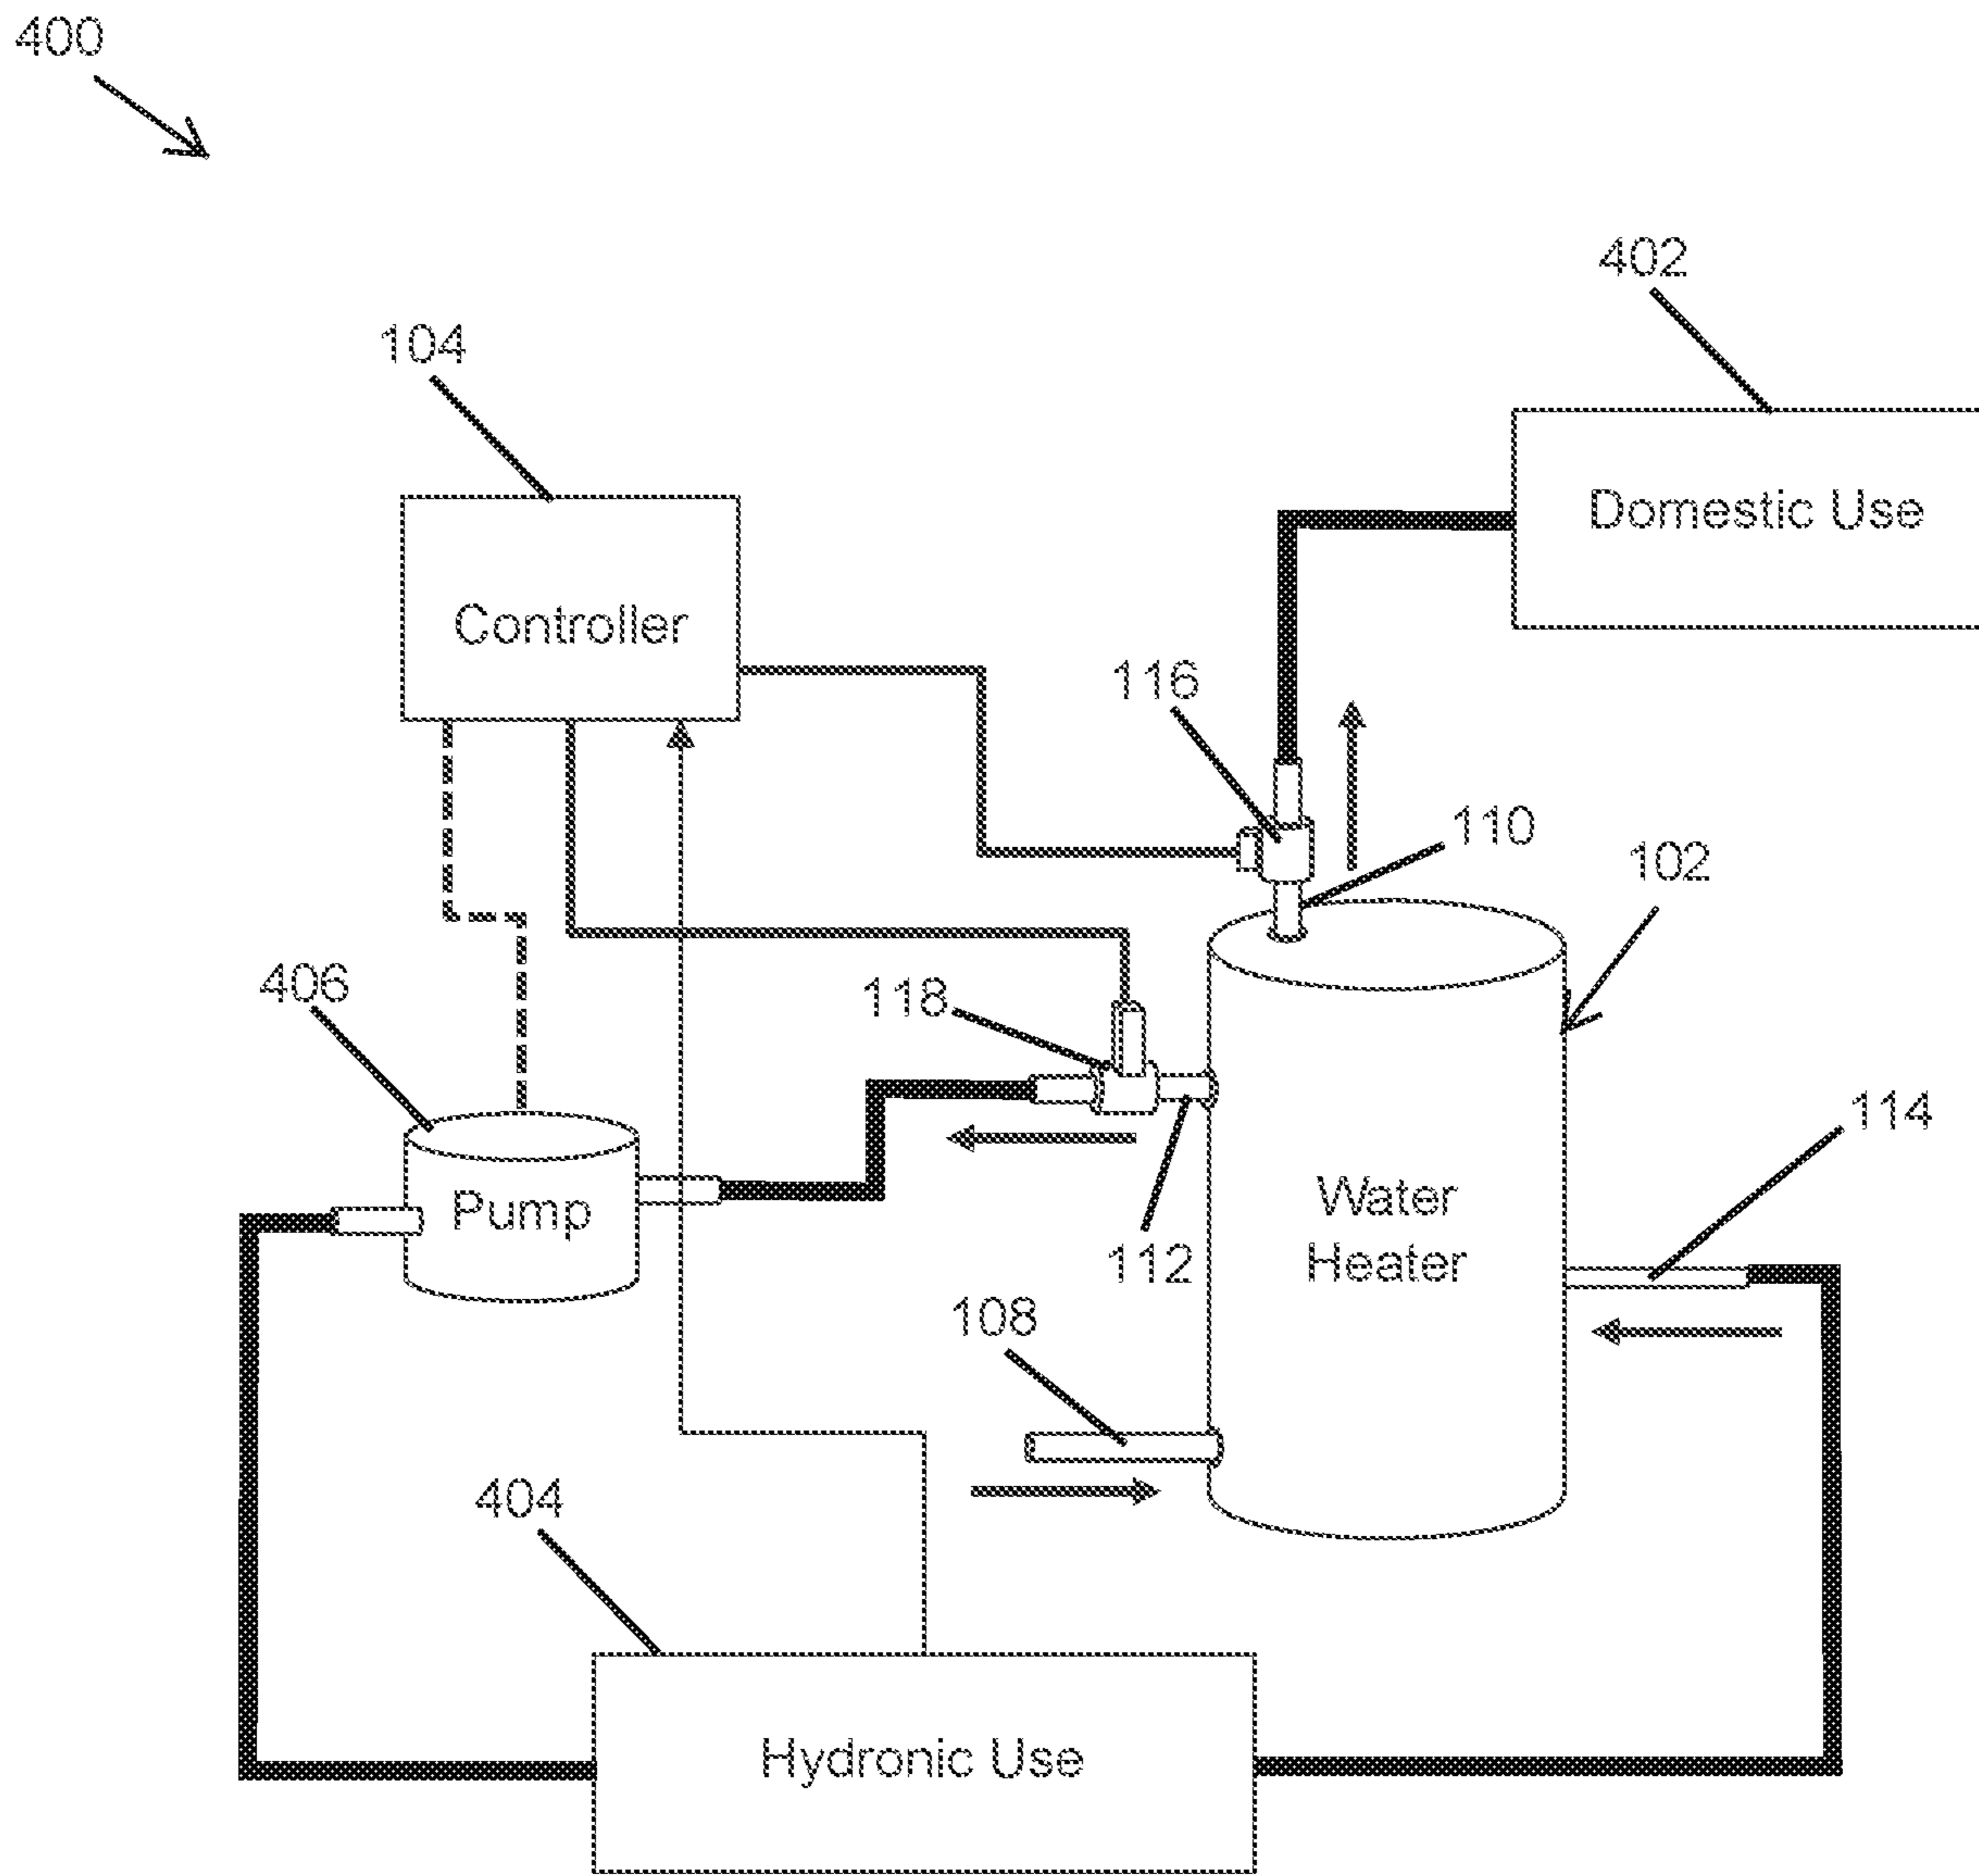 400
402
104
Domestic Use
Controller
116
110
102
406
118
114
Pump
Water
Heater
112
108
404
Hydronic Use